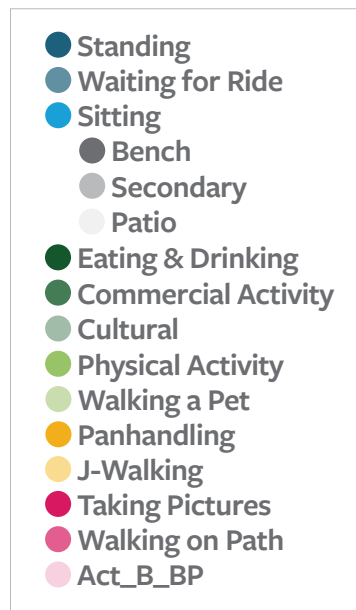 Standing
Waiting for Ride
Sitting
Bench
Secondary
Patio
Eating & Drinking
Commercial Activity
Cultural
Physical Activity
Walking a Pet
Panhandling
J-Walking
Taking Pictures
Walking on Path
Act_B_BP